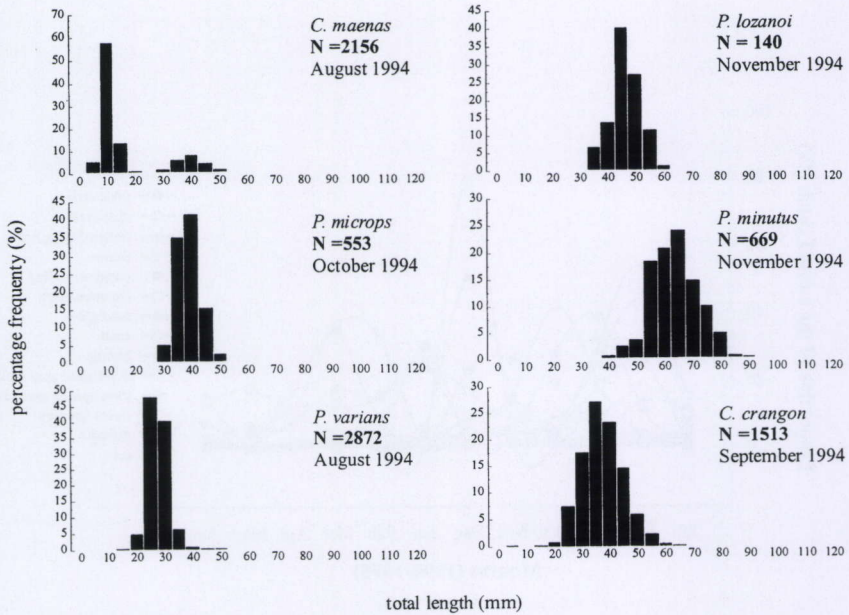 percentage frequenty (%)
70
60
50
40
30
20
10
0
0 10 20 30 40 50 60 70 80 90 100 110 120
C. maenas
N =2156
August 1994
45
40
35
30
25
20
15
10
5
0
0 10 20 30 40 50 60 70 80 90 100 110 120
P. lozanoi
N = 140
November 1994
45
40
35
30
25
20
15
10
5
0
0 10 20 30 40 50 60 70 80 90 100 110 120
P. microps
N =553
October 1994
30
25
20
15
10
5
0
0 10 20 30 40 50 60 70 80 90 100 110 120
P. minutus
N =669
November 1994
50
45
40
35
30
25
20
15
10
5
0
0 10 20 30 40 50 60 70 80 90 100 110 120
P. varians
N =2872
August 1994
30
25
20
15
10
5
0
0 10 20 30 40 50 60 70 80 90 100 110 120
C. crangon
N =1513
September 1994
total length (mm)